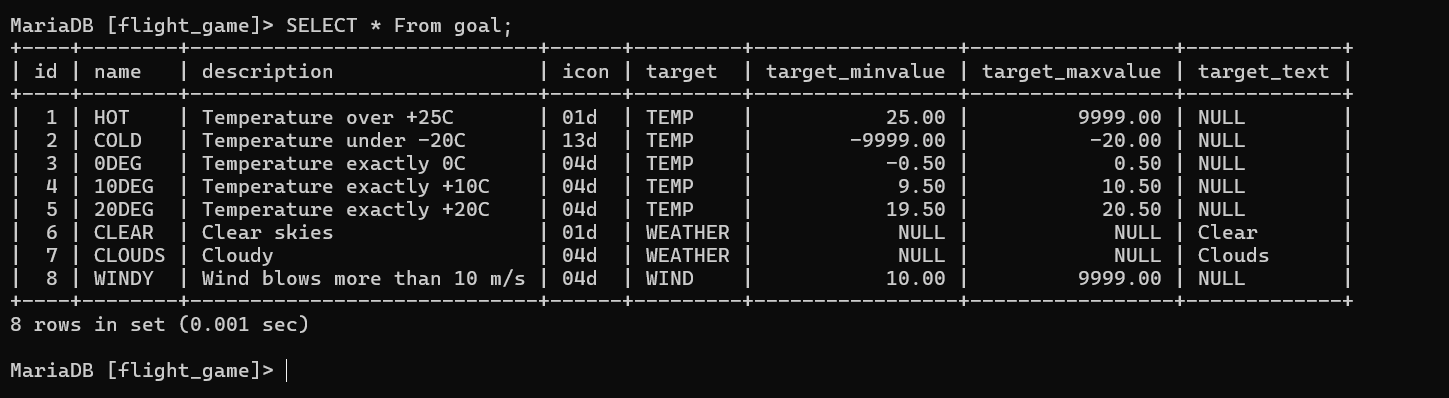 MariaDB [flight_game]> SELECT * From goal;
+----+--------+-----------------------------+------+---------+-----------------+-----------------+-------------+
| id | name   | description                 | icon | target  | target_minvalue | target_maxvalue | target_text |
+----+--------+-----------------------------+------+---------+-----------------+-----------------+-------------+
|  1 | HOT    | Temperature over +25C       | 01d  | TEMP    |           25.00 |         9999.00 | NULL        |
|  2 | COLD   | Temperature under -20C      | 13d  | TEMP    |        -9999.00 |          -20.00 | NULL        |
|  3 | 0DEG   | Temperature exactly 0C      | 04d  | TEMP    |           -0.50 |            0.50 | NULL        |
|  4 | 10DEG  | Temperature exactly +10C    | 04d  | TEMP    |            9.50 |           10.50 | NULL        |
|  5 | 20DEG  | Temperature exactly +20C    | 04d  | TEMP    |           19.50 |           20.50 | NULL        |
|  6 | CLEAR  | Clear skies                 | 01d  | WEATHER |            NULL |            NULL | Clear       |
|  7 | CLOUDS | Cloudy                      | 04d  | WEATHER |            NULL |            NULL | Clouds      |
|  8 | WINDY  | Wind blows more than 10 m/s | 04d  | WIND    |           10.00 |         9999.00 | NULL        |
+----+--------+-----------------------------+------+---------+-----------------+-----------------+-------------+
8 rows in set (0.001 sec)
MariaDB [flight_game]>